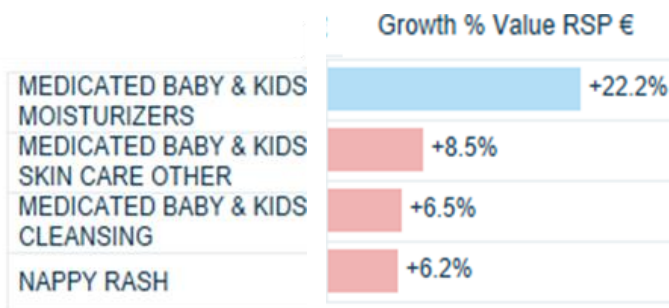 Growth % Value RSP €
MEDICATED BABY & KIDS
MOISTURIZERS
+22.2%
MEDICATED BABY & KIDS
SKIN CARE OTHER
+8.5%
MEDICATED BABY & KIDS
CLEANSING
+6.5%
NAPPY RASH
+6.2%